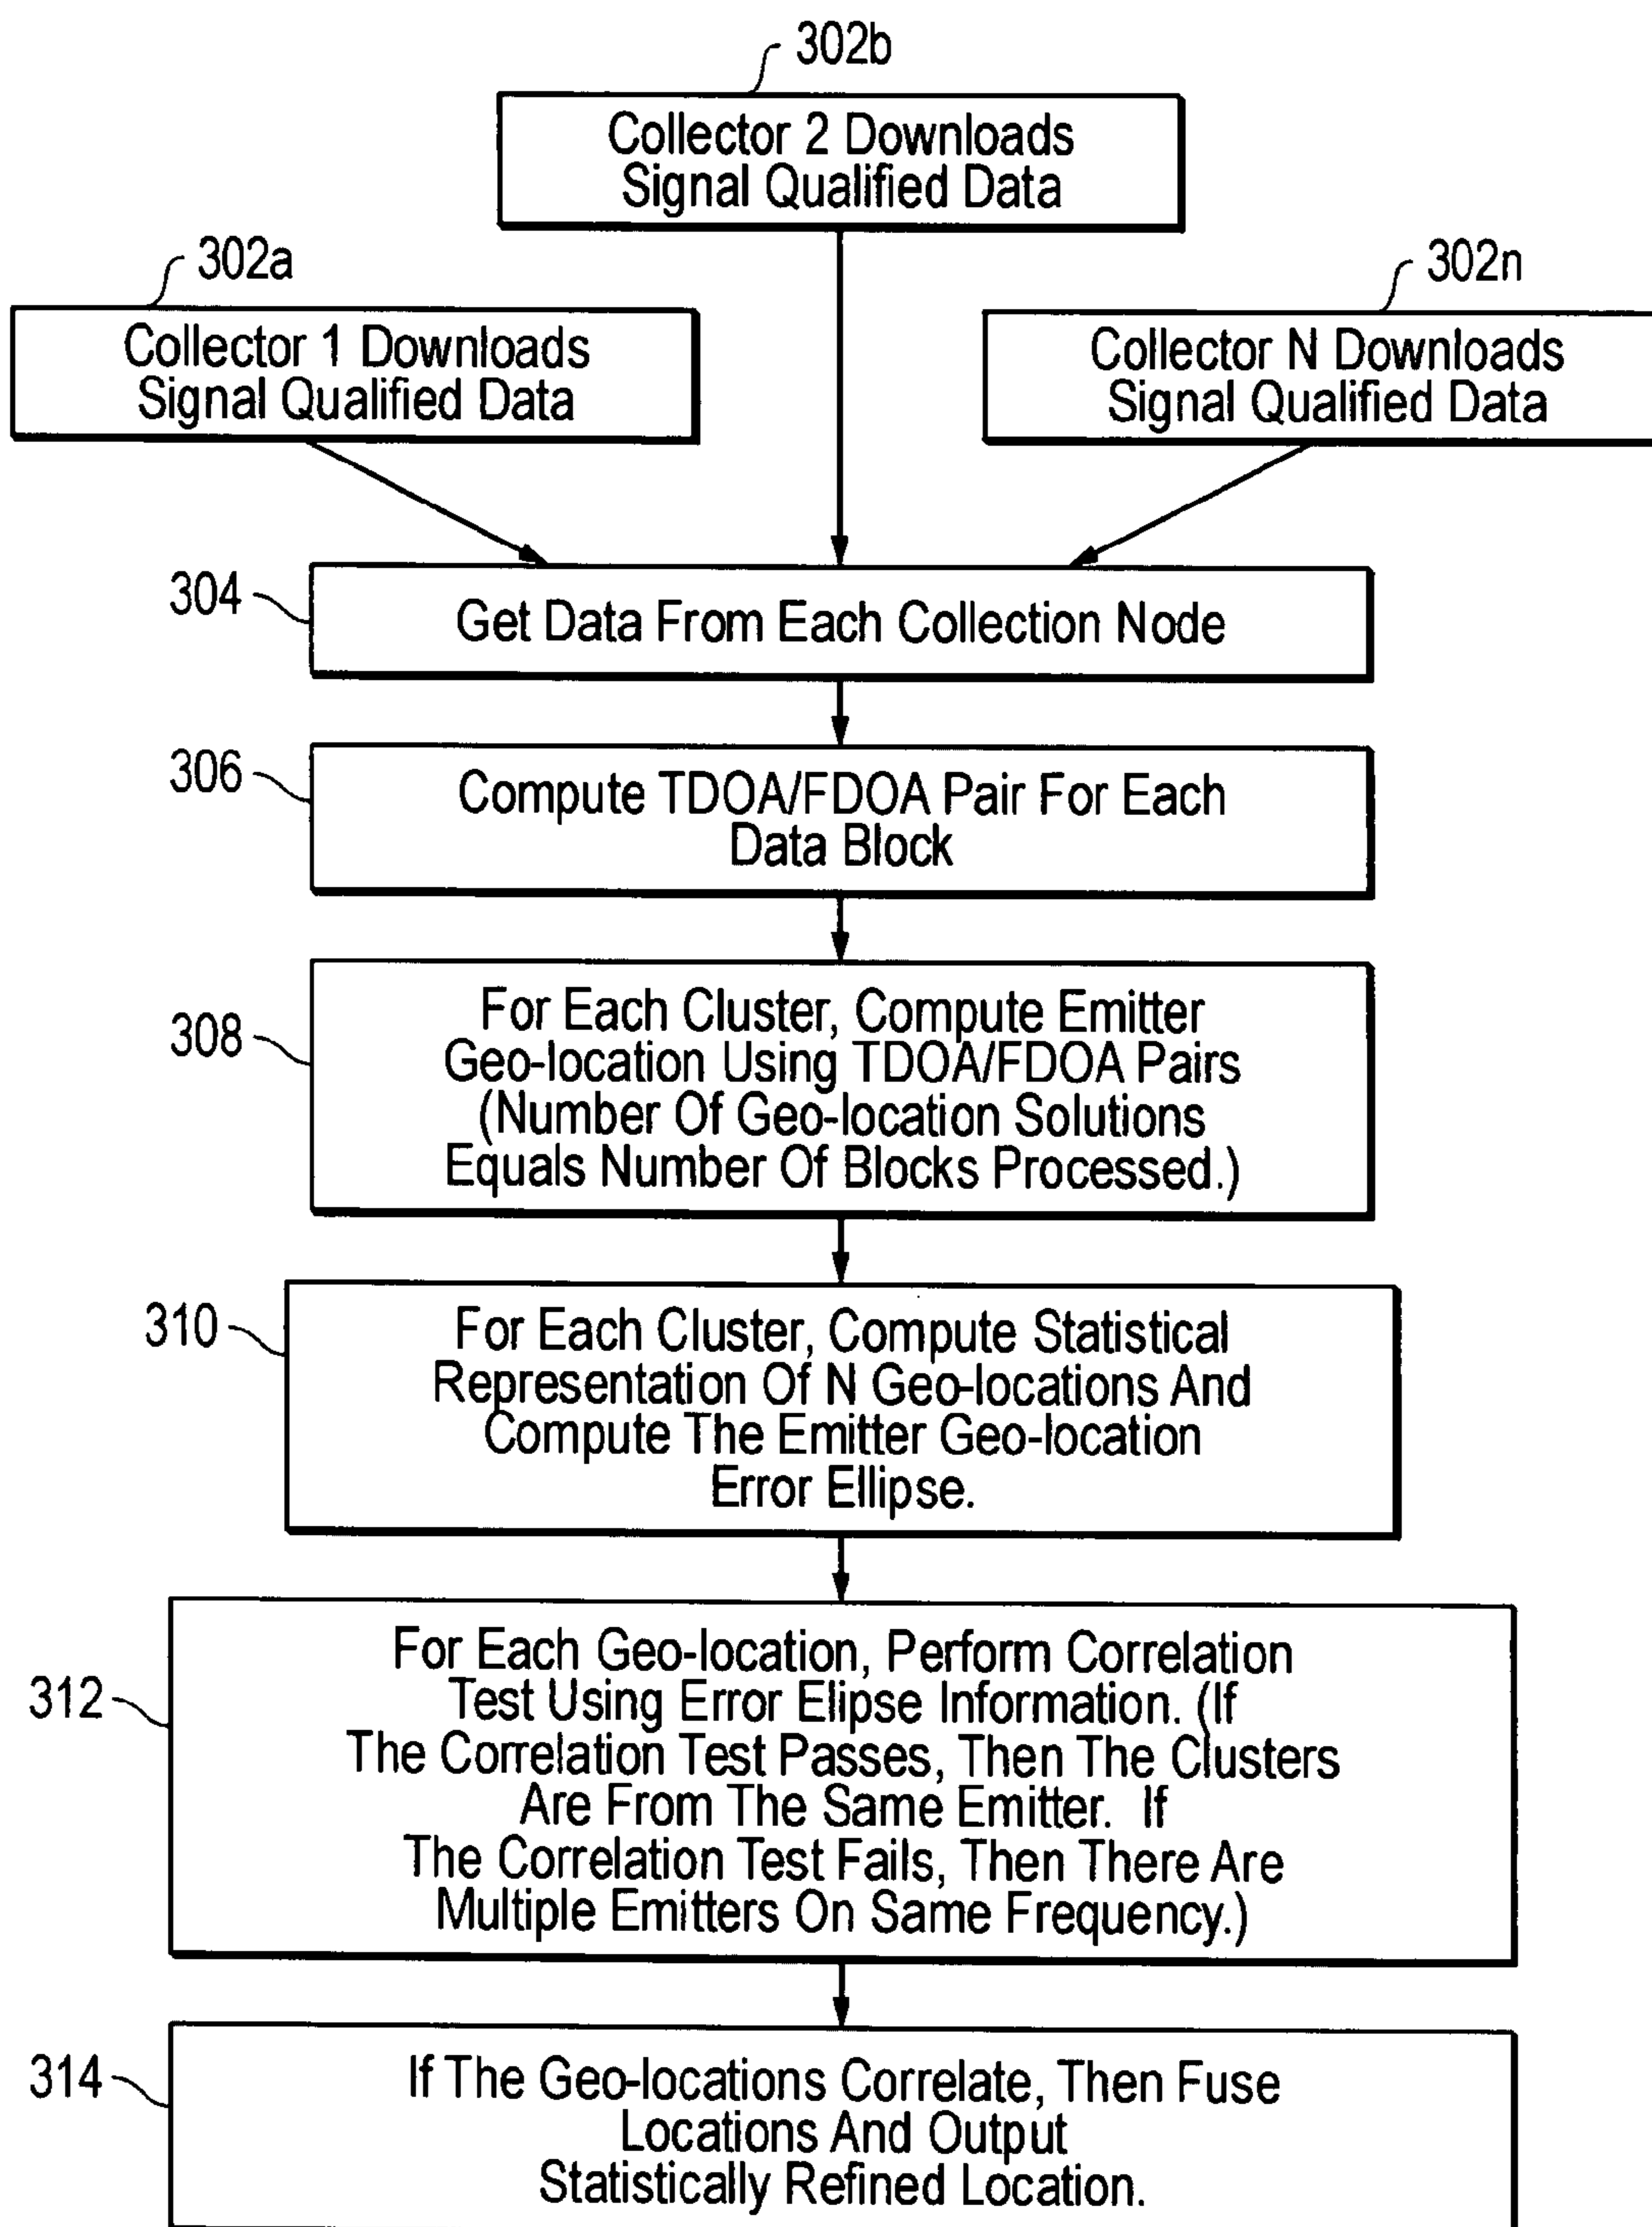 302b
Collector 2 Downloads
Signal Qualified Data
302a
Collector 1 Downloads
Signal Qualified Data
302n
Collector N Downloads
Signal Qualified Data
304
Get Data From Each Collection Node
306
Compute TDOA/FDOA Pair For Each
Data Block
308
For Each Cluster, Compute Emitter
Geo-location Using TDOA/FDOA Pairs
(Number Of Geo-location Solutions
Equals Number Of Blocks Processed.)
310
For Each Cluster, Compute Statistical
Representation Of N Geo-locations And
Compute The Emitter Geo-location
Error Ellipse.
312
For Each Geo-location, Perform Correlation
Test Using Error Elipse Information. (If
The Correlation Test Passes, Then The Clusters
Are From The Same Emitter. If
The Correlation Test Fails, Then There Are
Multiple Emitters On Same Frequency.)
314
If The Geo-locations Correlate, Then Fuse
Locations And Output
Statistically Refined Location.